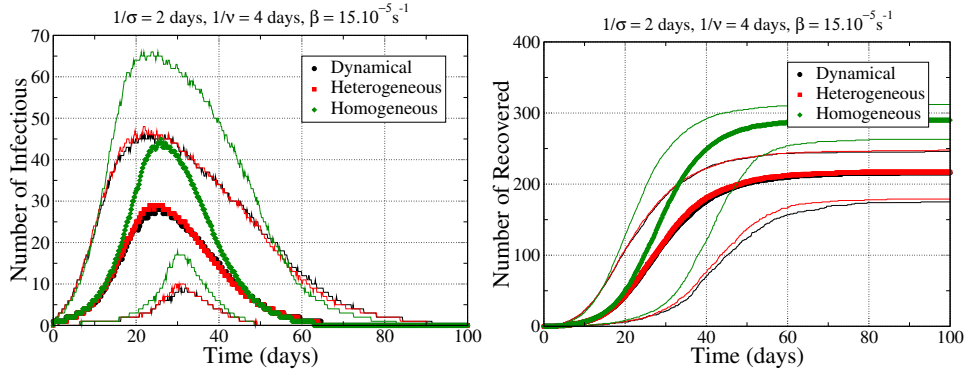 1/σ = 2 days, 1/ν = 4 days, β = 15.10⁻⁵s⁻¹
Number of Infectious
70
60
50
40
30
20
10
0
Dynamical
Heterogeneous
Homogeneous
0 20 40 60 80 100
Time (days)
1/σ = 2 days, 1/ν = 4 days, β = 15.10⁻⁵s⁻¹
Number of Recovered
400
300
200
100
0
Dynamical
Heterogeneous
Homogeneous
0 20 40 60 80 100
Time (days)